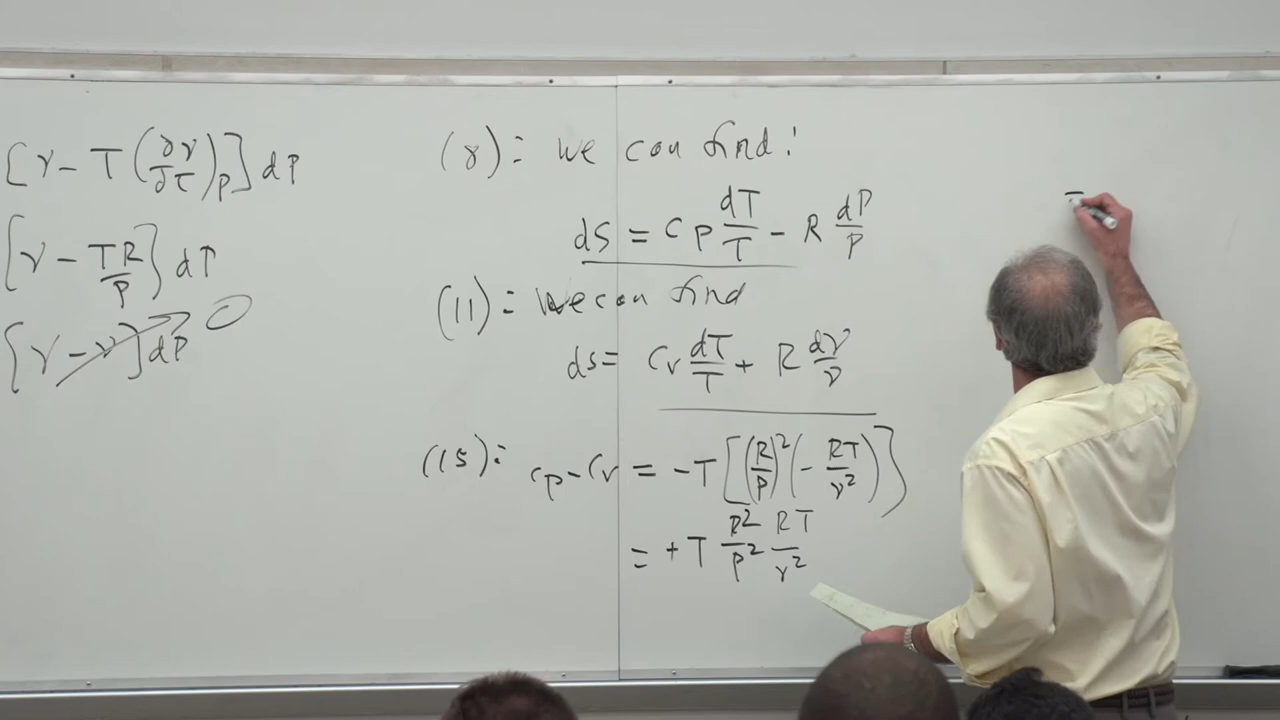 [v - T (∂v/∂T)p] dP
[v - TR/P] dP
[v - v] dP 0
(8): we can find:
ds = Cp dT/T - R dP/P
(11): we can find
ds = Cv dT/T + R dv/v
(15): Cp - Cv = -T [(R/P)² (- RT/v²)]
= + T R²/P² RT/v²